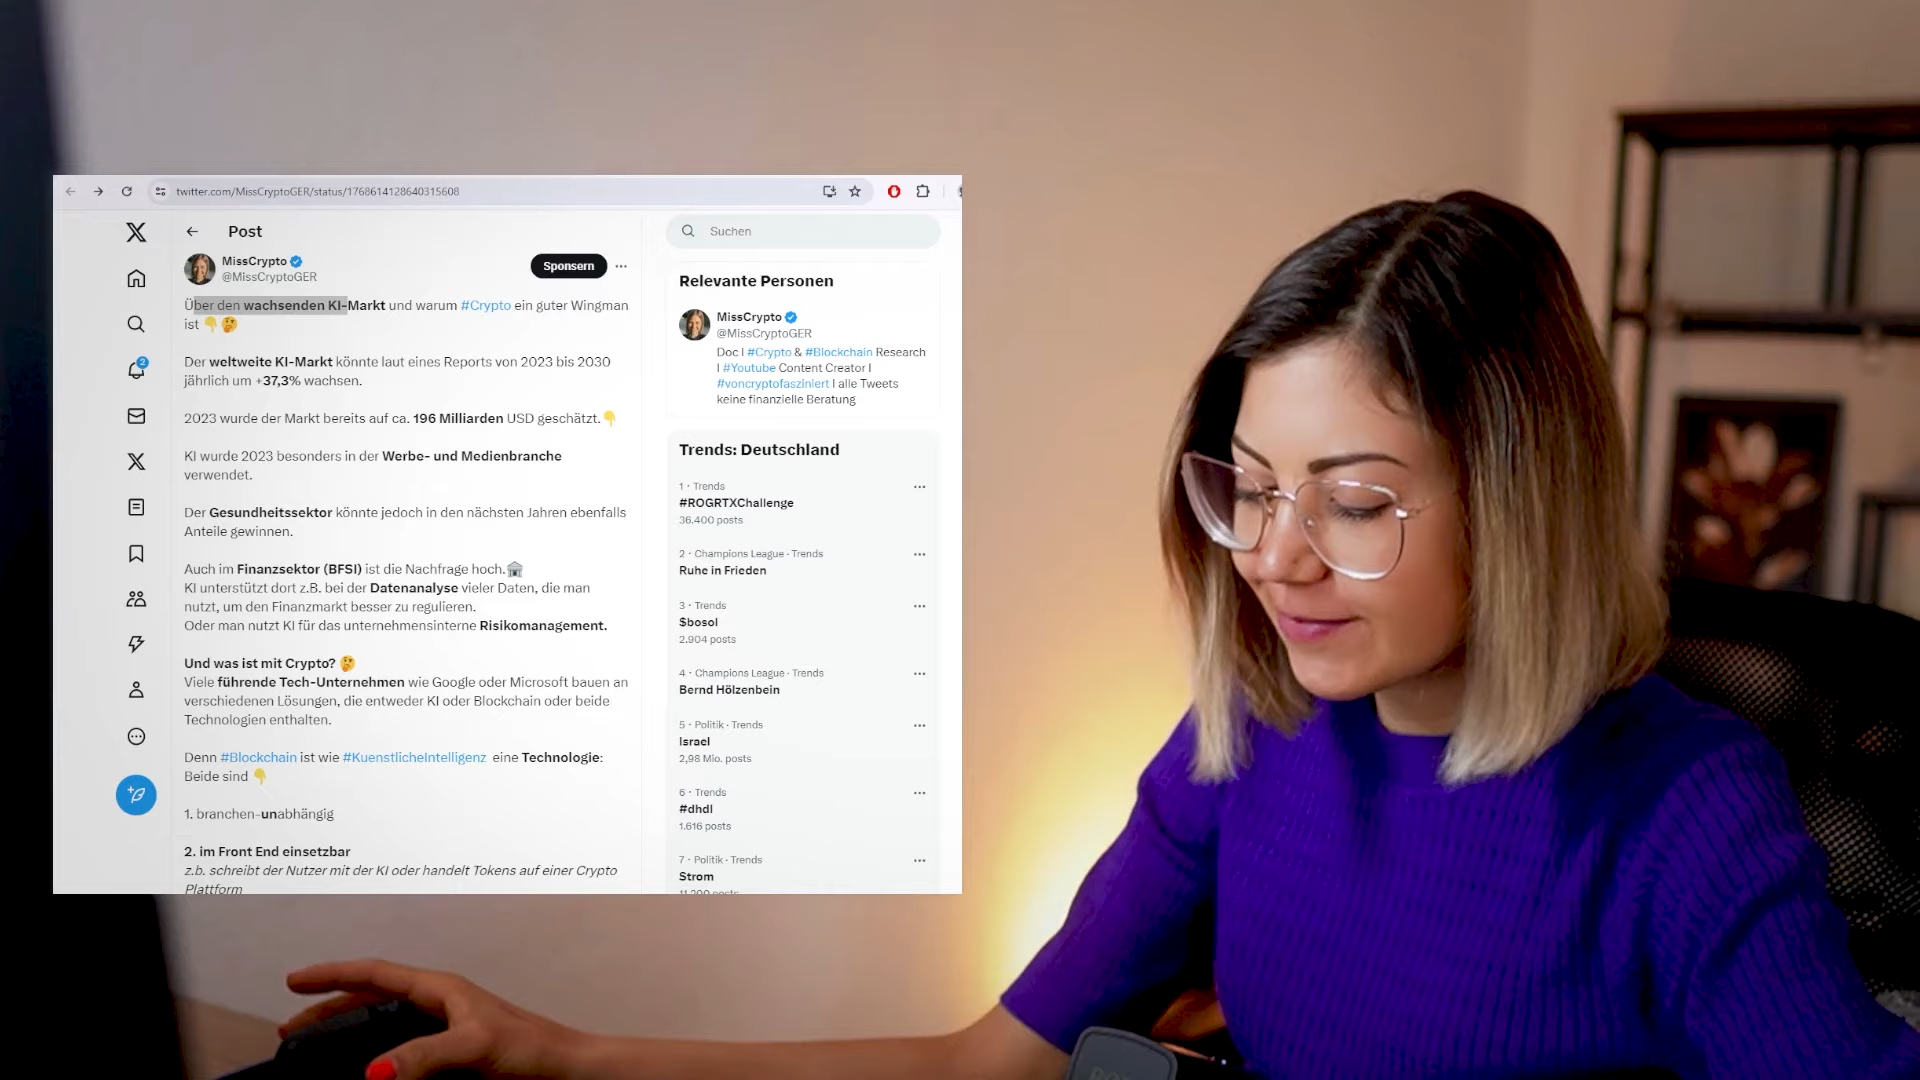 twitter.com/MissCryptoGER/status/1768614128640315608
Post
MissCrypto
@MissCryptoGER
Sponsern
Über den wachsenden KI-Markt und warum #Crypto ein guter Wingman
ist 👇🤔
Der weltweite KI-Markt könnte laut eines Reports von 2023 bis 2030
jährlich um +37,3% wachsen.
2023 wurde der Markt bereits auf ca. 196 Milliarden USD geschätzt.👇
KI wurde 2023 besonders in der Werbe- und Medienbranche
verwendet.
Der Gesundheitssektor könnte jedoch in den nächsten Jahren ebenfalls
Anteile gewinnen.
Auch im Finanzsektor (BFSI) ist die Nachfrage hoch.🏦
KI unterstützt dort z.B. bei der Datenanalyse vieler Daten, die man
nutzt, um den Finanzmarkt besser zu regulieren.
Oder man nutzt KI für das unternehmensinterne Risikomanagement.
Und was ist mit Crypto? 🤔
Viele führende Tech-Unternehmen wie Google oder Microsoft bauen an
verschiedenen Lösungen, die entweder KI oder Blockchain oder beide
Technologien enthalten.
Denn #Blockchain ist wie #KuenstlicheIntelligenz eine Technologie:
Beide sind 👇
1. branchen-unabhängig
2. im Front End einsetzbar
z.b. schreibt der Nutzer mit der KI oder handelt Tokens auf einer Crypto
Plattform
2
Suchen
Relevante Personen
MissCrypto
@MissCryptoGER
Doc I #Crypto & #Blockchain Research
I #Youtube Content Creator I
#voncryptofasziniert I alle Tweets
keine finanzielle Beratung
Trends: Deutschland
1 · Trends
#ROGRTXChallenge
36.400 posts
2 · Champions League · Trends
Ruhe in Frieden
3 · Trends
$bosol
2.904 posts
4 · Champions League · Trends
Bernd Hölzenbein
5 · Politik · Trends
Israel
2,98 Mio. posts
6 · Trends
#dhdl
1.616 posts
7 · Politik · Trends
Strom
11.200 posts